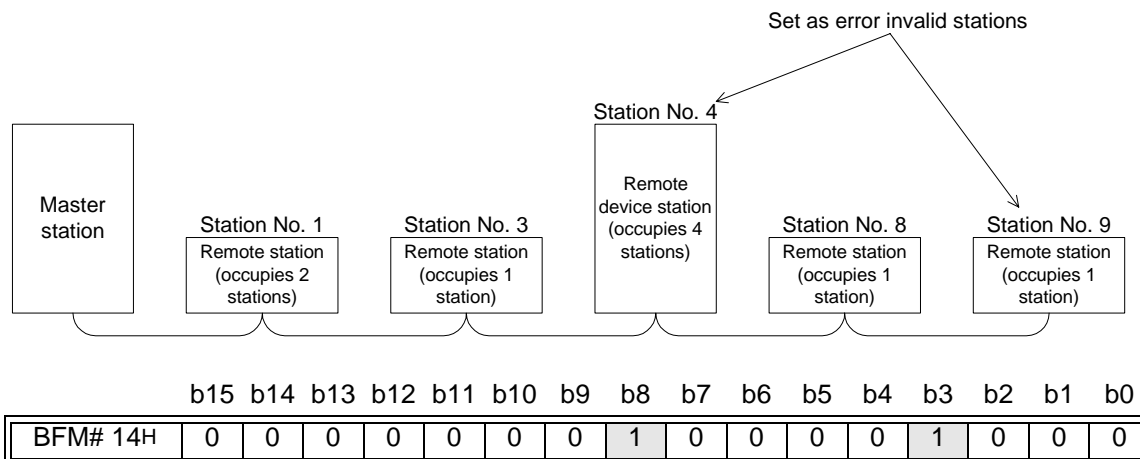 Set as error invalid stations
Station No. 4
Master
station
Station No. 1
Remote station
(occupies 2
stations)
Station No. 3
Remote station
(occupies 1
station)
Remote
device station
(occupies 4
stations)
Station No. 8
Remote station
(occupies 1
station)
Station No. 9
Remote station
(occupies 1
station)
b15 b14 b13 b12 b11 b10 b9 b8 b7 b6 b5 b4 b3 b2 b1 b0
BFM# 14H 0 0 0 0 0 0 0 1 0 0 0 0 1 0 0 0